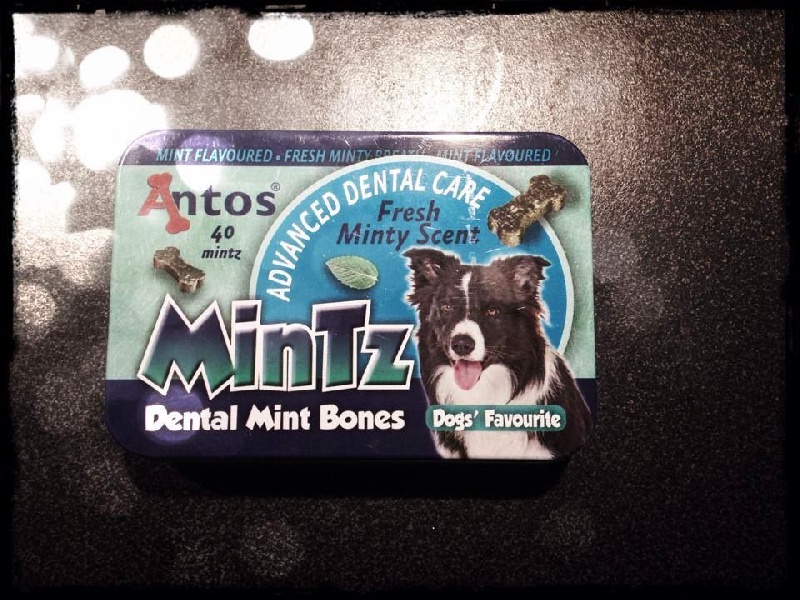 MINT FLAVOURED • FRESH MINTY BREATH • MINT FLAVOURED
Antos®
40
mintz
ADVANCED DENTAL CARE
Fresh
Minty Scent
MinTz
Dental Mint Bones
Dogs' Favourite